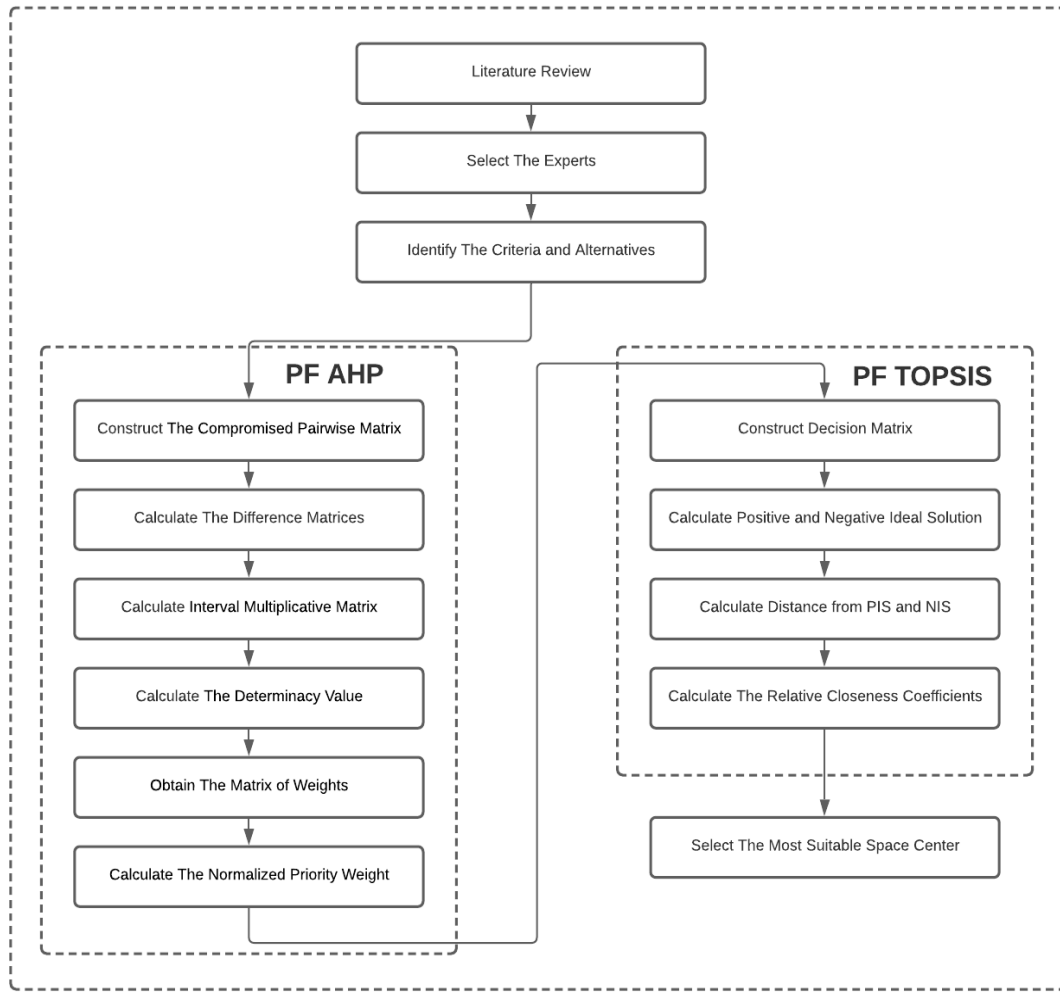 Literature Review
Select The Experts
Identify The Criteria and Alternatives
PF AHP
Construct The Compromised Pairwise Matrix
Calculate The Difference Matrices
Calculate Interval Multiplicative Matrix
Calculate The Determinacy Value
Obtain The Matrix of Weights
Calculate The Normalized Priority Weight
PF TOPSIS
Construct Decision Matrix
Calculate Positive and Negative Ideal Solution
Calculate Distance from PIS and NIS
Calculate The Relative Closeness Coefficients
Select The Most Suitable Space Center